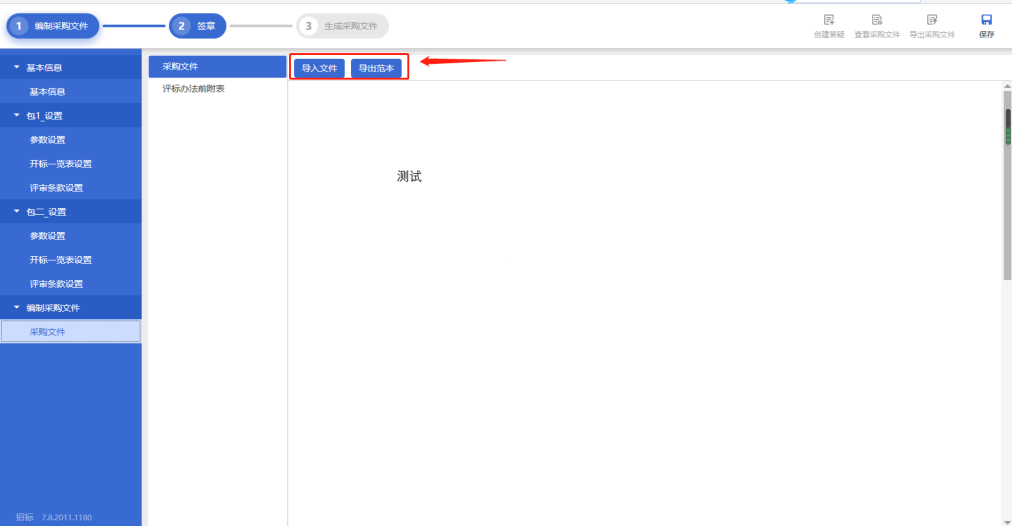 1 编制采购文件
2 签章
3 生成采购文件
创建答疑 查看采购文件 导出采购文件 保存
基本信息
基本信息
包1_设置
参数设置
开标一览表设置
评审条款设置
包二_设置
参数设置
开标一览表设置
评审条款设置
编制采购文件
采购文件
招标 7.8.2011.1180
采购文件
评标办法前附表
导入文件 导出范本
测试